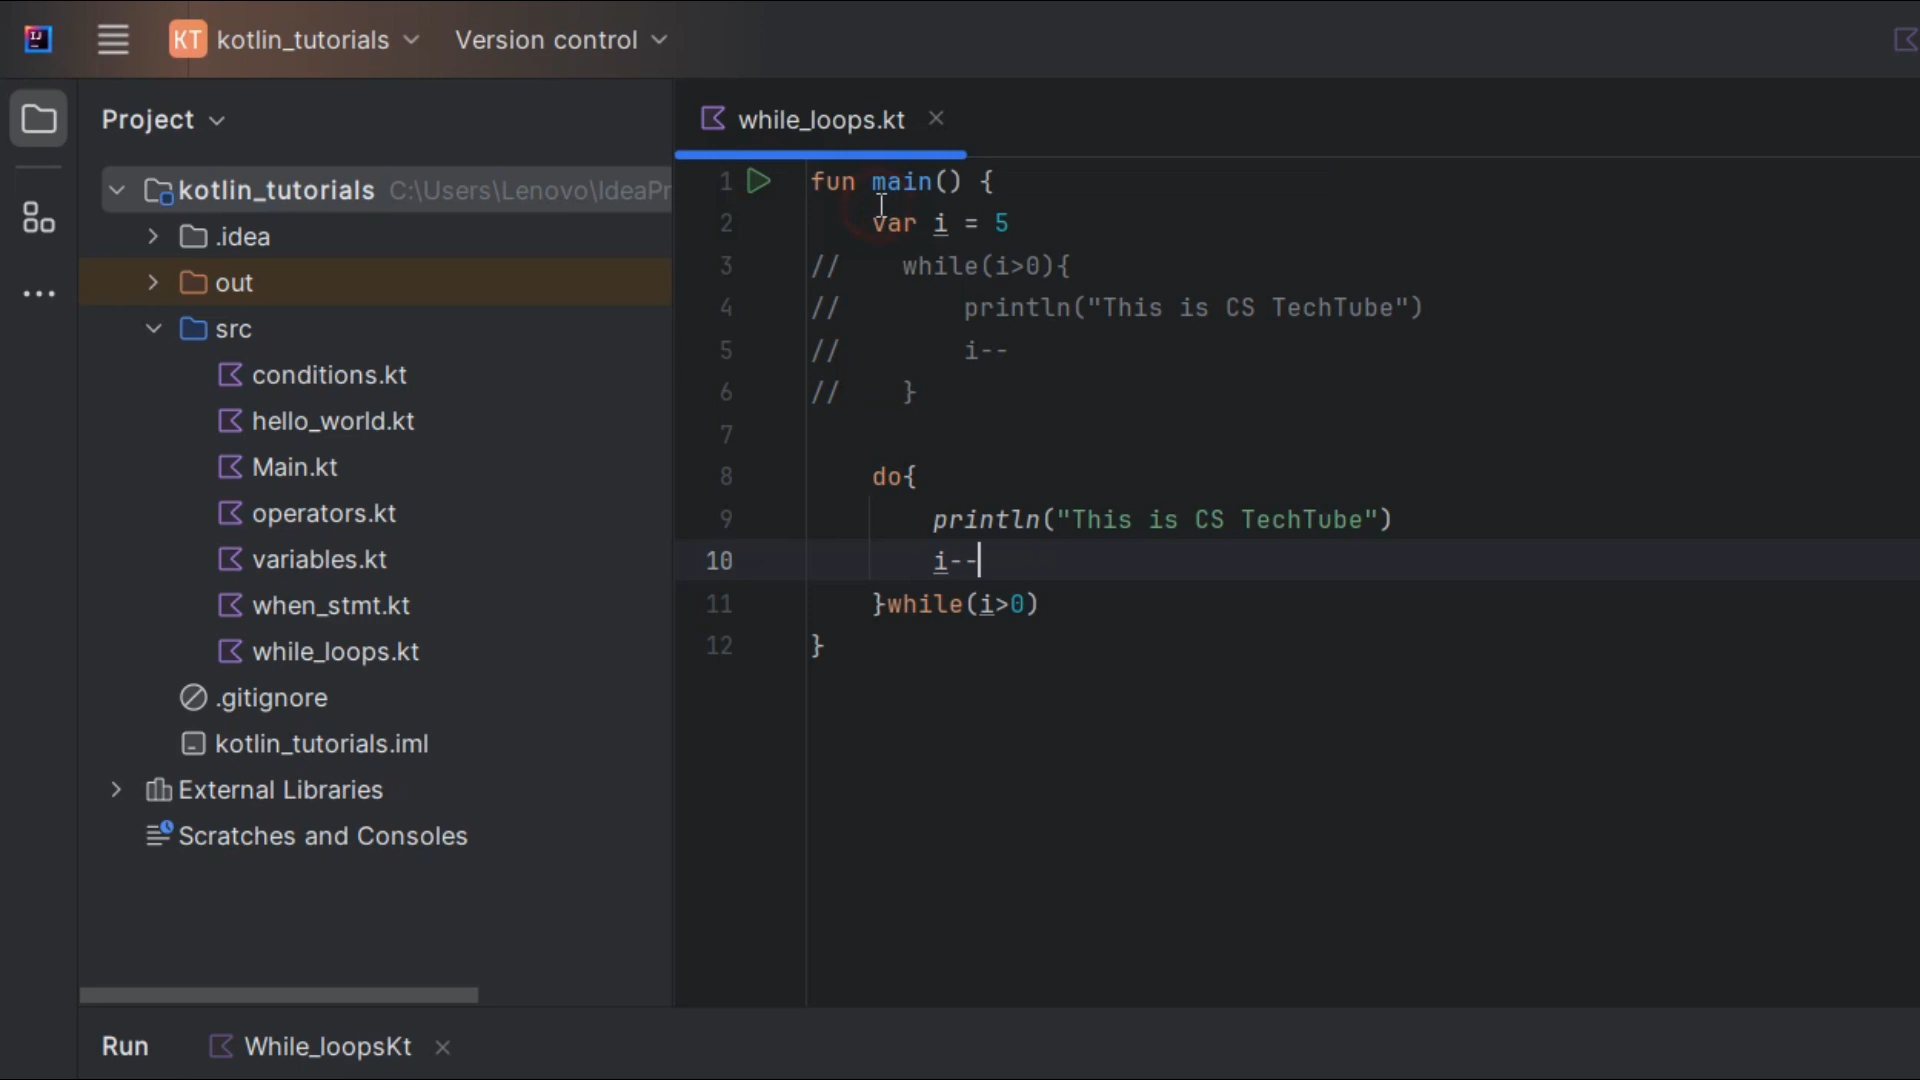 KT kotlin_tutorials Version control
Project
while_loops.kt
kotlin_tutorials C:\Users\Lenovo\IdeaPr
.idea
out
src
conditions.kt
hello_world.kt
Main.kt
operators.kt
variables.kt
when_stmt.kt
while_loops.kt
.gitignore
kotlin_tutorials.iml
External Libraries
Scratches and Consoles
1 fun main() {
2 var i = 5
3 // while(i>0){
4 // println("This is CS TechTube")
5 // i--
6 // }
7
8 do{
9 println("This is CS TechTube")
10 i--
11 }while(i>0)
12 }
Run While_loopsKt